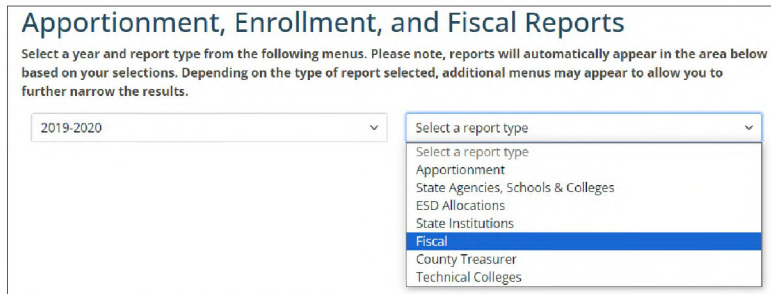 Apportionment, Enrollment, and Fiscal Reports
Select a year and report type from the following menus. Please note, reports will automatically appear in the area below
based on your selections. Depending on the type of report selected, additional menus may appear to allow you to
further narrow the results.
2019-2020
Select a report type
Select a report type
Apportionment
State Agencies, Schools & Colleges
ESD Allocations
State Institutions
Fiscal
County Treasurer
Technical Colleges